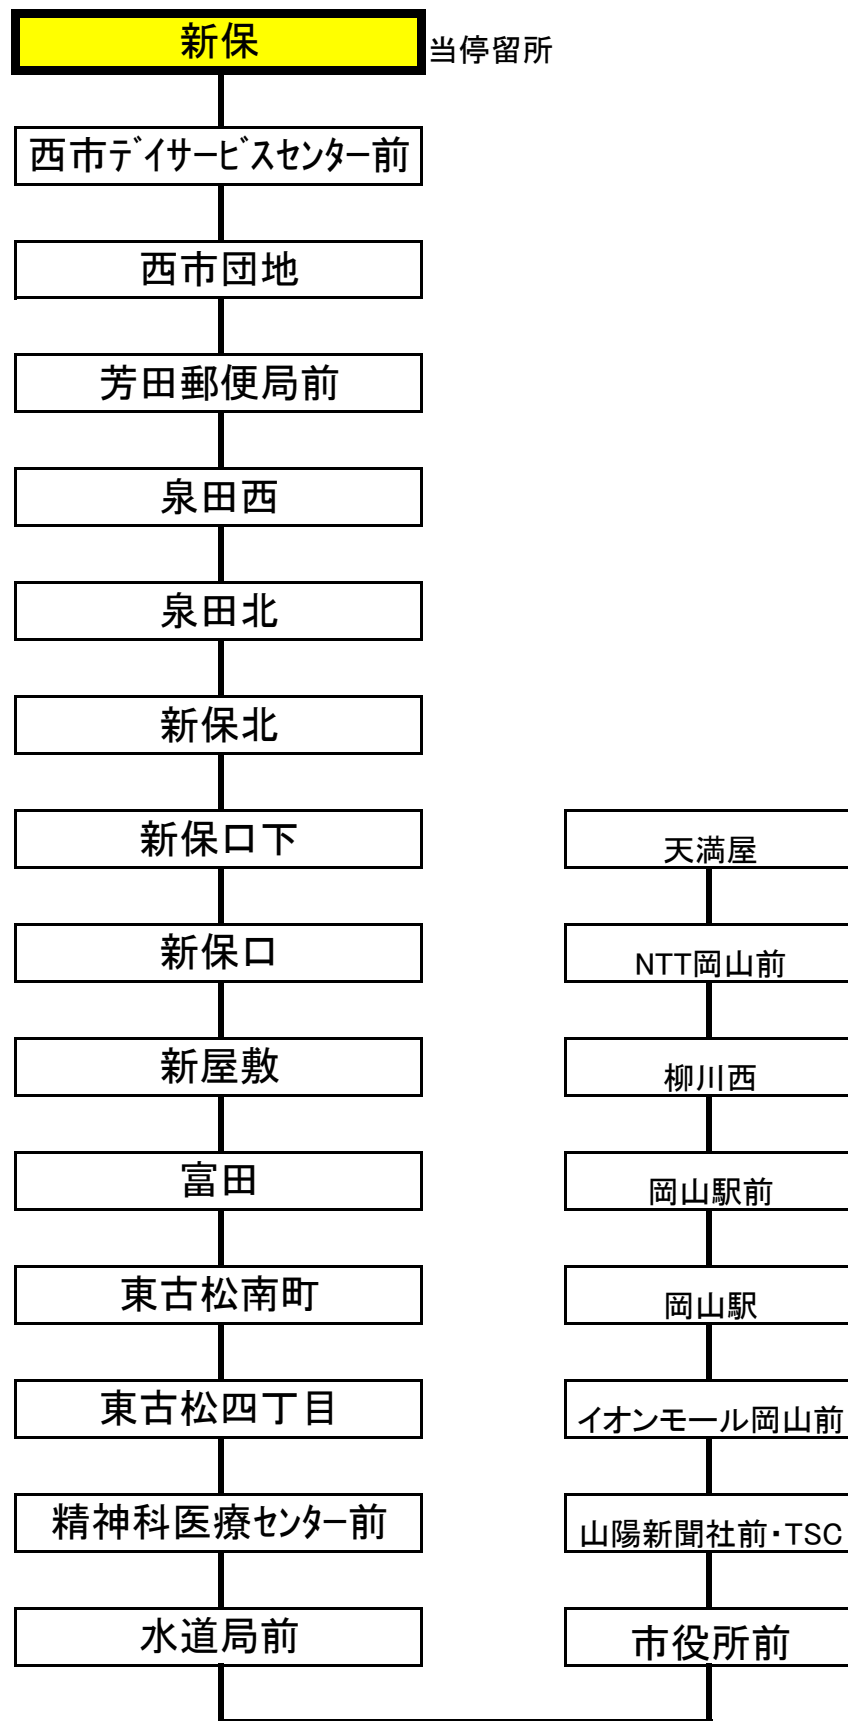 新保
当停留所
西市デイサービスセンター前
西市団地
芳田郵便局前
泉田西
泉田北
新保北
新保口下
新保口
新屋敷
富田
東古松南町
東古松四丁目
精神科医療センター前
水道局前
天満屋
NTT岡山前
柳川西
岡山駅前
岡山駅
イオンモール岡山前
山陽新聞社前・TSC
市役所前